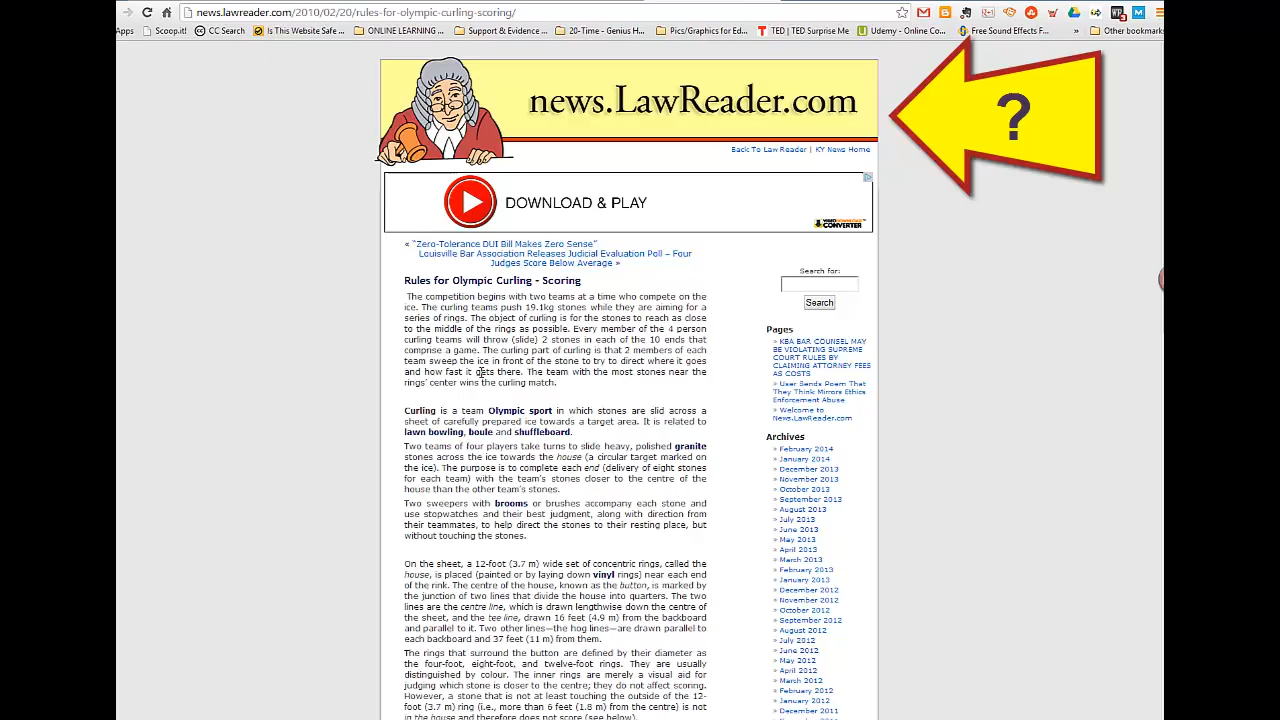 news.lawreader.com/2010/02/20/rules-for-olympic-curling-scoring/
Apps Scoop.it! CC Search Is This Website Safe ... ONLINE LEARNING ... Support & Evidence ... 20-Time - Genius H... Pics/Graphics for Ed... TED | TED Surprise Me Udemy - Online Co... Free Sound Effects F... » Other bookmarks
news.LawReader.com
?
Back To Law Reader | KY News Home
DOWNLOAD & PLAY
VIDEO DOWNLOAD
CONVERTER
« "Zero-Tolerance DUI Bill Makes Zero Sense"
Louisville Bar Association Releases Judicial Evaluation Poll – Four
Judges Score Below Average »
Rules for Olympic Curling - Scoring
The competition begins with two teams at a time who compete on the
ice. The curling teams push 19.1kg stones while they are aiming for a
series of rings. The object of curling is for the stones to reach as close
to the middle of the rings as possible. Every member of the 4 person
curling teams will throw (slide) 2 stones in each of the 10 ends that
comprise a game. The curling part of curling is that 2 members of each
team sweep the ice in front of the stone to try to direct where it goes
and how fast it gets there. The team with the most stones near the
rings' center wins the curling match.
Curling is a team Olympic sport in which stones are slid across a
sheet of carefully prepared ice towards a target area. It is related to
lawn bowling, boule and shuffleboard.
Two teams of four players take turns to slide heavy, polished granite
stones across the ice towards the house (a circular target marked on
the ice). The purpose is to complete each end (delivery of eight stones
for each team) with the team's stones closer to the centre of the
house than the other team's stones.
Two sweepers with brooms or brushes accompany each stone and
use stopwatches and their best judgment, along with direction from
their teammates, to help direct the stones to their resting place, but
without touching the stones.
On the sheet, a 12-foot (3.7 m) wide set of concentric rings, called the
house, is placed (painted or by laying down vinyl rings) near each end
of the rink. The centre of the house, known as the button, is marked by
the junction of two lines that divide the house into quarters. The two
lines are the centre line, which is drawn lengthwise down the centre of
the sheet, and the tee line, drawn 16 feet (4.9 m) from the backboard
and parallel to it. Two other lines—the hog lines—are drawn parallel to
each backboard and 37 feet (11 m) from them.
The rings that surround the button are defined by their diameter as
the four-foot, eight-foot, and twelve-foot rings. They are usually
distinguished by colour. The inner rings are merely a visual aid for
judging which stone is closer to the centre; they do not affect scoring.
However, a stone that is not at least touching the outside of the 12-
foot (3.7 m) ring (i.e., more than 6 feet (1.8 m) from the centre) is not
in the house and therefore does not score (see below).
Search for:
Search
Pages
» KBA BAR COUNSEL MAY
BE VIOLATING SUPREME
COURT RULES BY
CLAIMING ATTORNEY FEES
AS COSTS
» User Sends Poem That
They Think Mirrors Ethics
Enforcement Abuse
» Welcome to
News.LawReader.com
Archives
» February 2014
» January 2014
» December 2013
» November 2013
» October 2013
» September 2013
» August 2013
» July 2013
» June 2013
» May 2013
» April 2013
» March 2013
» February 2013
» January 2013
» December 2012
» November 2012
» October 2012
» September 2012
» August 2012
» July 2012
» June 2012
» May 2012
» April 2012
» March 2012
» February 2012
» January 2012
» December 2011